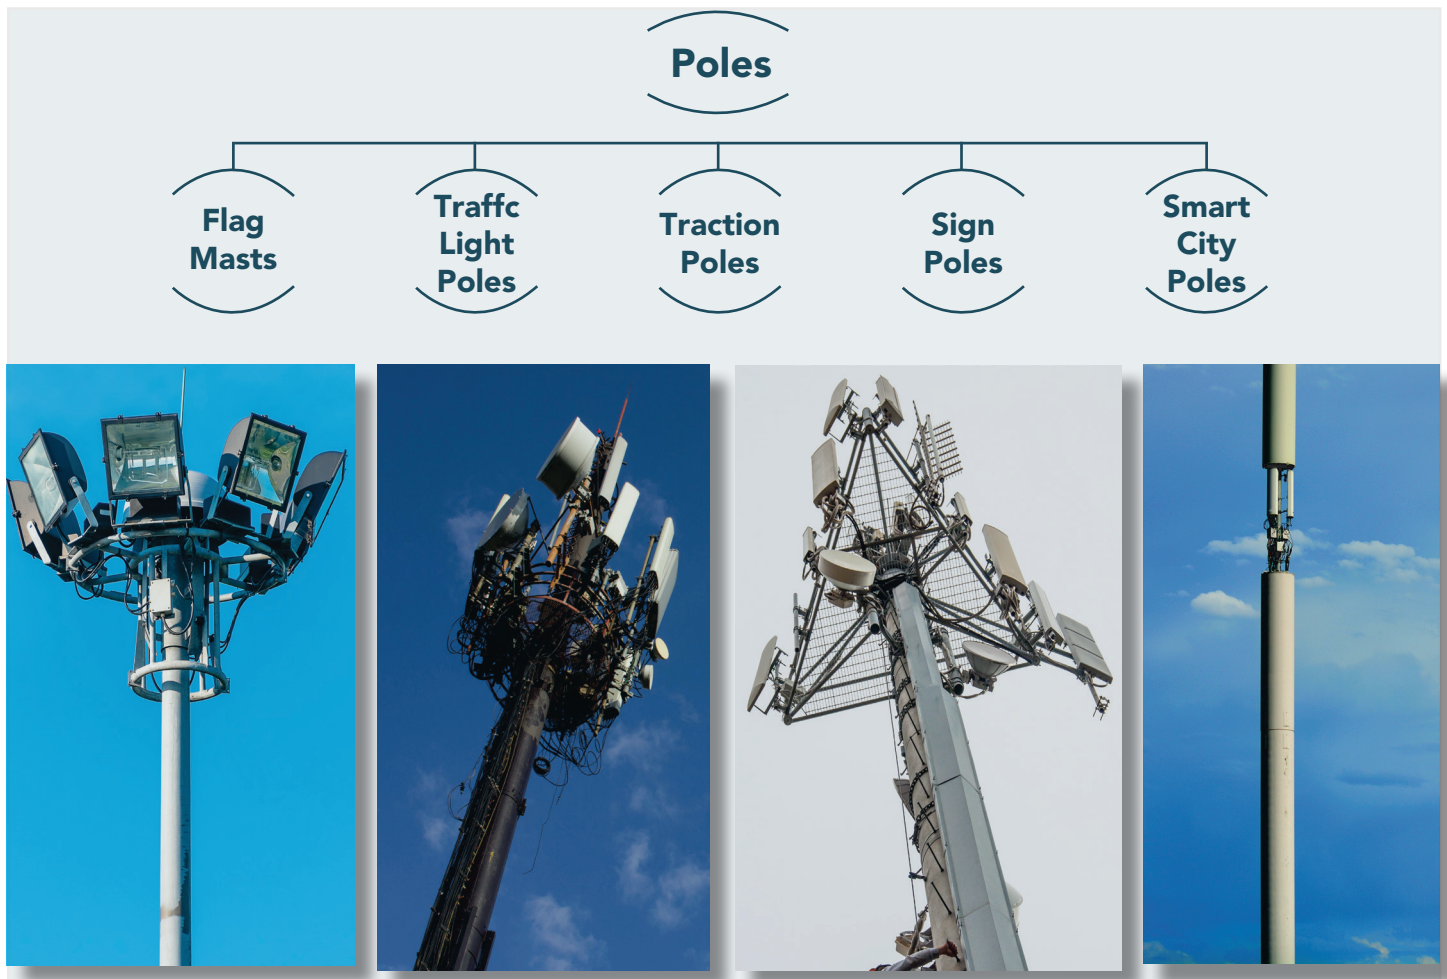 Poles
Flag
Masts
Traffc
Light
Poles
Traction
Poles
Sign
Poles
Smart
City
Poles